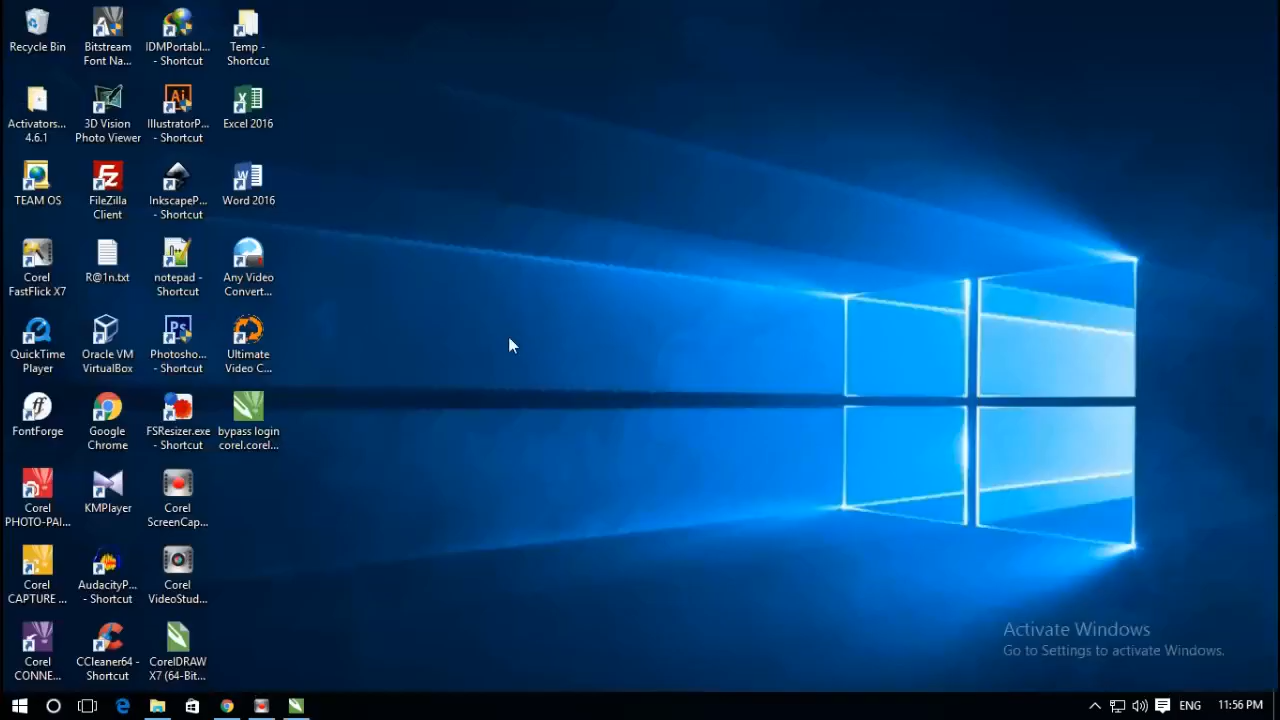 Recycle Bin
Bitstream
Font Na...
IDMPortabl...
- Shortcut
Temp -
Shortcut
Activators...
4.6.1
3D Vision
Photo Viewer
Ai
IllustratorP...
- Shortcut
Excel 2016
TEAM OS
FileZilla
Client
InkscapeP...
- Shortcut
Word 2016
Corel
FastFlick X7
R@1n.txt
notepad -
Shortcut
Any Video
Convert...
QuickTime
Player
Oracle VM
VirtualBox
Ps
Photosho...
- Shortcut
Ultimate
Video C...
ff
FontForge
Google
Chrome
FSResizer.exe
- Shortcut
bypass login
corel.corel...
Corel
PHOTO-PAI...
KMPlayer
Corel
ScreenCap...
Corel
CAPTURE ...
AudacityP...
- Shortcut
Corel
VideoStud...
Corel
CONNE...
CCleaner64 -
Shortcut
CorelDRAW
X7 (64-Bit...
Activate Windows
Go to Settings to activate Windows.
ENG
11:56 PM